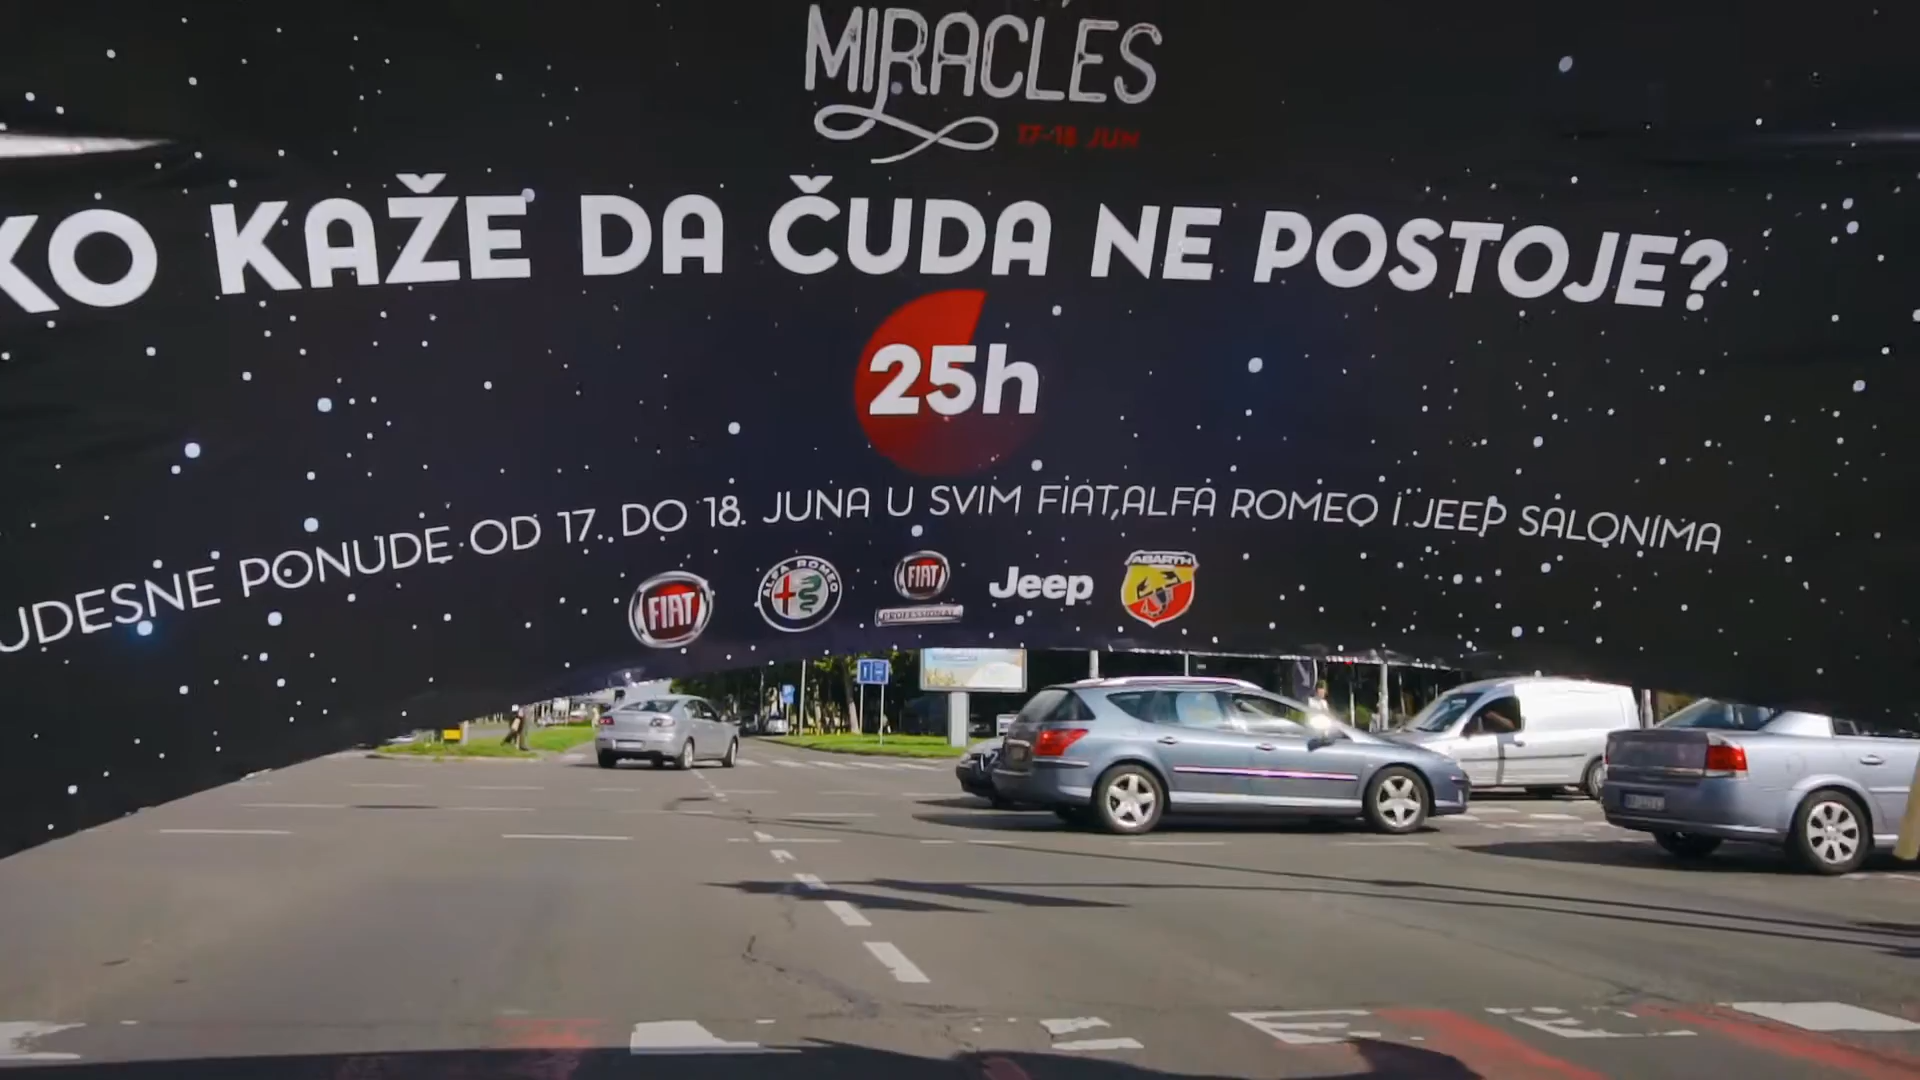 MIRACLES
17-18 JUN
KO KAŽE DA ČUDA NE POSTOJE?
25h
UDESNE PONUDE OD 17. DO 18. JUNA U SVIM FIAT, ALFA ROMEO I JEEP SALONIMA
FIAT
ALFA ROMEO
FIAT
PROFESSIONAL
Jeep
ABARTH